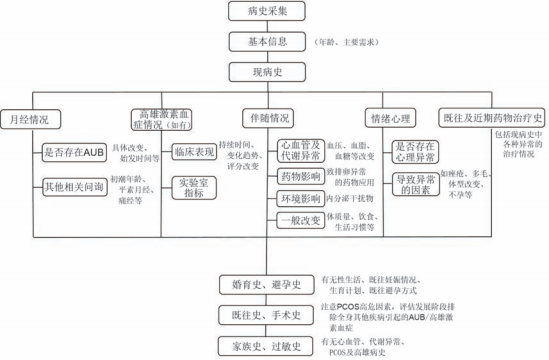 病史采集
基本信息
（年龄、主要需求）
现病史
月经情况
高雄激素血
症情况（如有）
伴随情况
情绪心理
既往及近期药物治疗史
是否存在AUB
具体改变、
始发时间等
其他相关问询
初潮年龄、
平素月经、
痛经等
临床表现
持续时间、
变化趋势、
评分改变
实验室
指标
心血管及
代谢异常
血压、血脂、
血糖等改变
药物影响
致排卵异常
的药物应用
环境影响
内分泌干扰物
一般改变
体质量、饮食、
生活习惯等
是否存在
心理异常
导致异常
的因素
如痤疮、多毛、
体型改变、
不孕等
包括现病史中
各种异常的
治疗情况
婚育史、避孕史
有无性生活、既往妊娠情况、
生育计划、既往避孕方式
既往史、手术史
注意PCOS高危因素，评估发展阶段排
除全身其他疾病引起的AUB/高雄激
素血症
家族史、过敏史
有无心血管、代谢异常、
PCOS及高雄病史